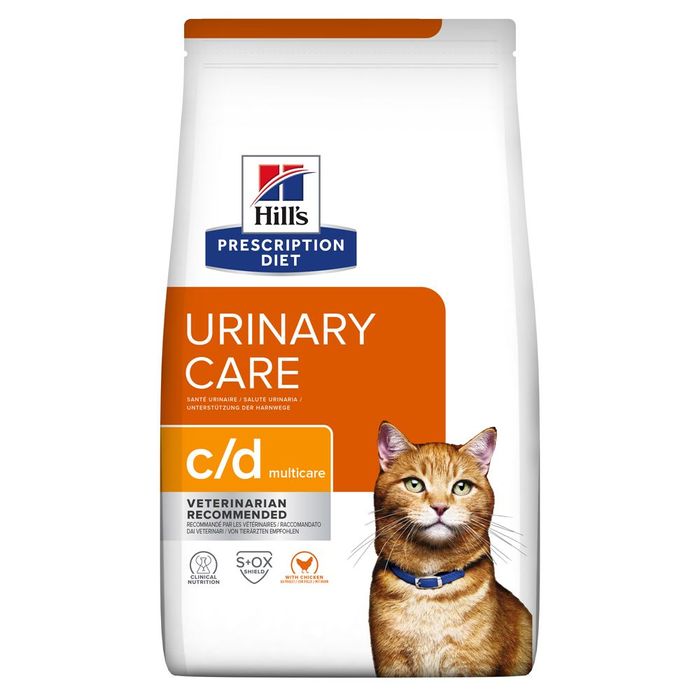 Hill's
PRESCRIPTION
DIET
URINARY
CARE
SANTÉ URINAIRE / SALUTE URINARIA /
UNTERSTÜTZUNG DER HARNWEGE
c/d multicare
VETERINARIAN
RECOMMENDED
RECOMMANDÉ PAR LES VÉTÉRINAIRES / RACCOMANDATO
DAI VETERINARI / VON TIERÄRZTEN EMPFOHLEN
CLINICAL
NUTRITION
S+OX
SHIELD
WITH CHICKEN